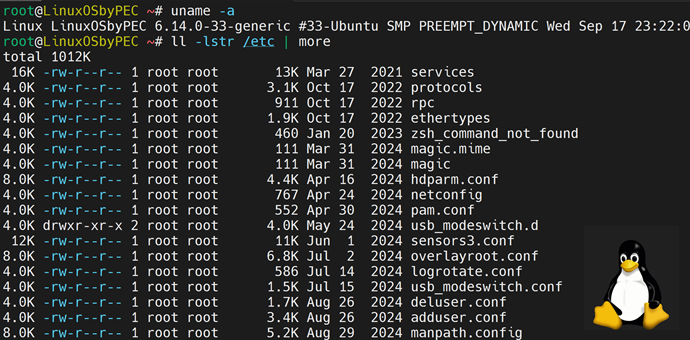 root@LinuxOSbyPEC ~# uname -a
Linux LinuxOSbyPEC 6.14.0-33-generic #33-Ubuntu SMP PREEMPT_DYNAMIC Wed Sep 17 23:22:0
root@LinuxOSbyPEC ~# ll -lstr /etc | more
total 1012K
16K -rw-r--r-- 1 root root 13K Mar 27 2021 services
4.0K -rw-r--r-- 1 root root 3.1K Oct 17 2022 protocols
4.0K -rw-r--r-- 1 root root 911 Oct 17 2022 rpc
4.0K -rw-r--r-- 1 root root 1.9K Oct 17 2022 ethertypes
4.0K -rw-r--r-- 1 root root 460 Jan 20 2023 zsh_command_not_found
4.0K -rw-r--r-- 1 root root 111 Mar 31 2024 magic.mime
4.0K -rw-r--r-- 1 root root 111 Mar 31 2024 magic
8.0K -rw-r--r-- 1 root root 4.4K Apr 16 2024 hdparm.conf
4.0K -rw-r--r-- 1 root root 767 Apr 24 2024 netconfig
4.0K -rw-r--r-- 1 root root 552 Apr 30 2024 pam.conf
4.0K drwxr-xr-x 2 root root 4.0K May 24 2024 usb_modeswitch.d
12K -rw-r--r-- 1 root root 11K Jun 1 2024 sensors3.conf
8.0K -rw-r--r-- 1 root root 6.8K Jul 2 2024 overlayroot.conf
4.0K -rw-r--r-- 1 root root 586 Jul 14 2024 logrotate.conf
4.0K -rw-r--r-- 1 root root 1.5K Jul 15 2024 usb_modeswitch.conf
4.0K -rw-r--r-- 1 root root 1.7K Aug 26 2024 deluser.conf
4.0K -rw-r--r-- 1 root root 3.4K Aug 26 2024 adduser.conf
8.0K -rw-r--r-- 1 root root 5.2K Aug 29 2024 manpath.config